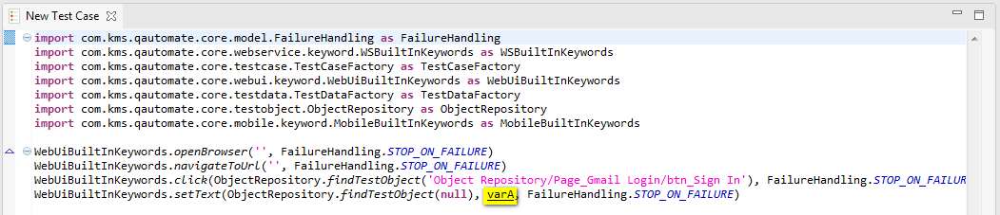 New Test Case
import com.kms.qautomate.core.model.FailureHandling as FailureHandling
import com.kms.qautomate.core.webservice.keyword.WSBuiltInKeywords as WSBuiltInKeywords
import com.kms.qautomate.core.testcase.TestCaseFactory as TestCaseFactory
import com.kms.qautomate.core.webui.keyword.WebUiBuiltInKeywords as WebUiBuiltInKeywords
import com.kms.qautomate.core.testdata.TestDataFactory as TestDataFactory
import com.kms.qautomate.core.testobject.ObjectRepository as ObjectRepository
import com.kms.qautomate.core.mobile.keyword.MobileBuiltInKeywords as MobileBuiltInKeywords
WebUiBuiltInKeywords.openBrowser('', FailureHandling.STOP_ON_FAILURE)
WebUiBuiltInKeywords.navigateToUrl('', FailureHandling.STOP_ON_FAILURE)
WebUiBuiltInKeywords.click(ObjectRepository.findTestObject('Object Repository/Page_Gmail Login/btn_Sign In'), FailureHandling.STOP_ON_FAILUR
WebUiBuiltInKeywords.setText(ObjectRepository.findTestObject(null), varA, FailureHandling.STOP_ON_FAILURE)